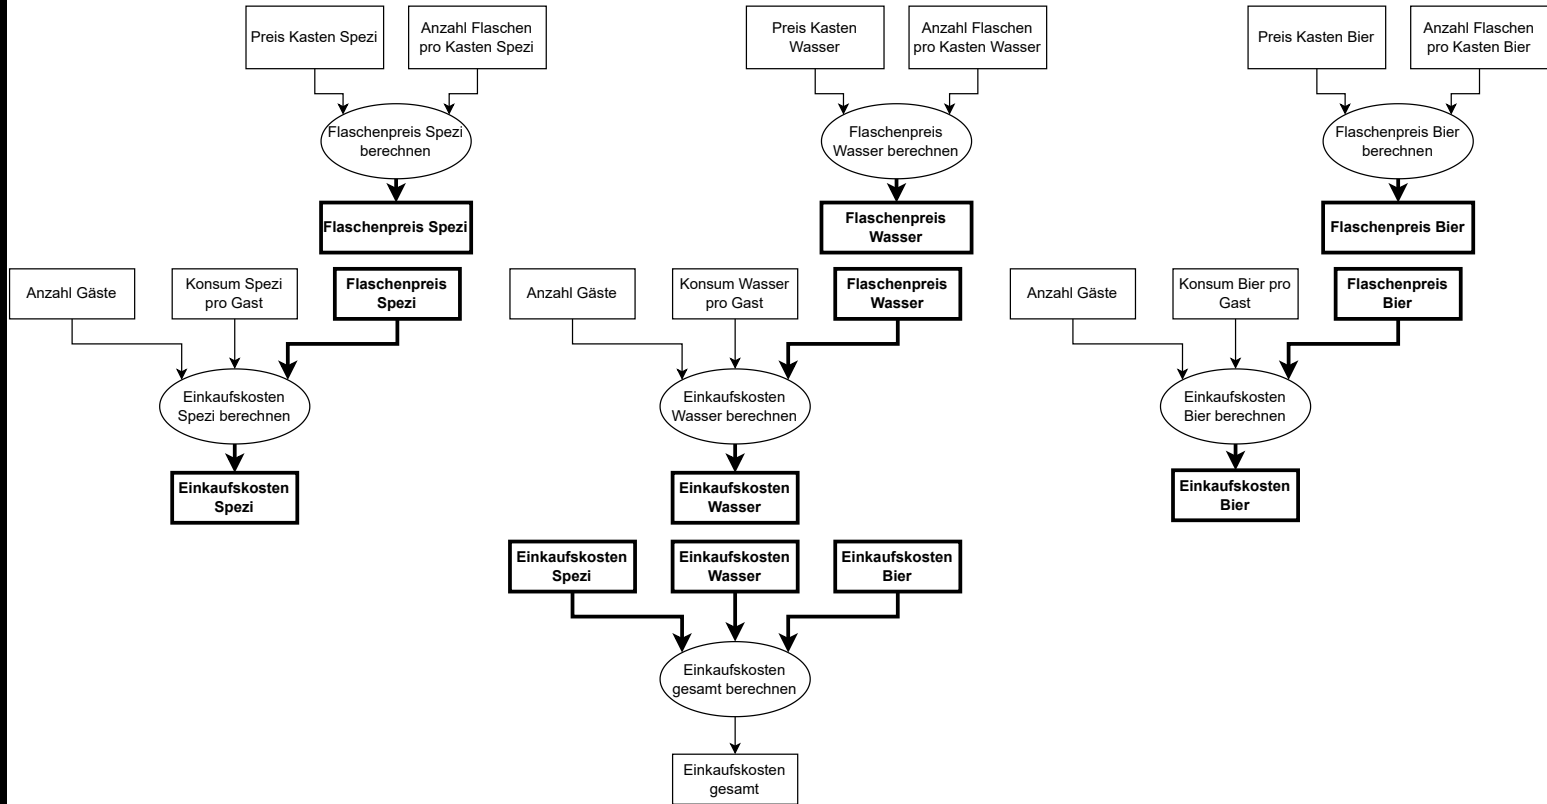 Preis Kasten Spezi
Anzahl Flaschen
pro Kasten Spezi
Preis Kasten
Wasser
Anzahl Flaschen
pro Kasten Wasser
Preis Kasten Bier
Anzahl Flaschen
pro Kasten Bier
Flaschenpreis Spezi
berechnen
Flaschenpreis
Wasser berechnen
Flaschenpreis Bier
berechnen
Flaschenpreis Spezi
Flaschenpreis
Wasser
Flaschenpreis Bier
Anzahl Gäste
Konsum Spezi
pro Gast
Flaschenpreis
Spezi
Anzahl Gäste
Konsum Wasser
pro Gast
Flaschenpreis
Wasser
Anzahl Gäste
Konsum Bier pro
Gast
Flaschenpreis
Bier
Einkaufskosten
Spezi berechnen
Einkaufskosten
Wasser berechnen
Einkaufskosten
Bier berechnen
Einkaufskosten
Spezi
Einkaufskosten
Wasser
Einkaufskosten
Bier
Einkaufskosten
Spezi
Einkaufskosten
Wasser
Einkaufskosten
Bier
Einkaufskosten
gesamt berechnen
Einkaufskosten
gesamt